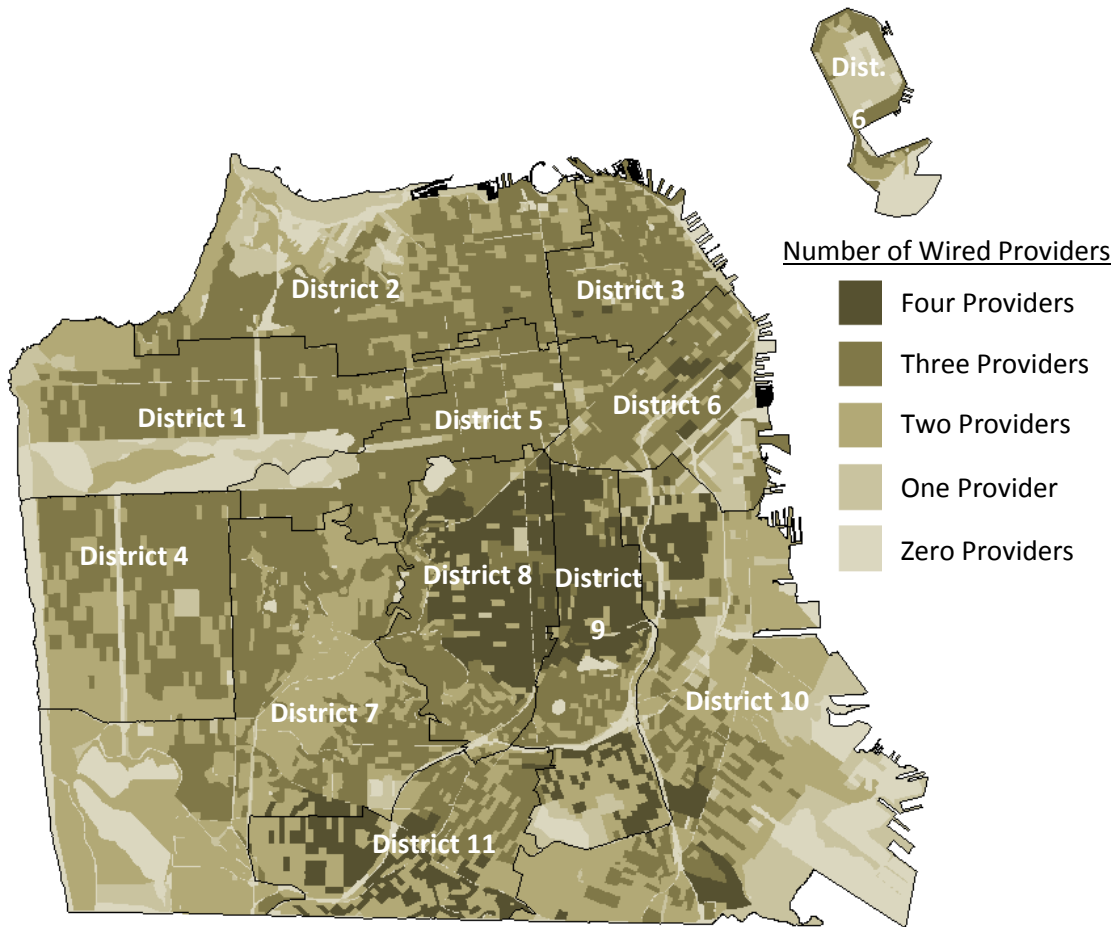 Dist.
6
Number of Wired Providers
Four Providers
Three Providers
Two Providers
One Provider
Zero Providers
District 2
District 3
District 1
District 5
District 6
District 4
District 8
District
9
District 7
District 10
District 11